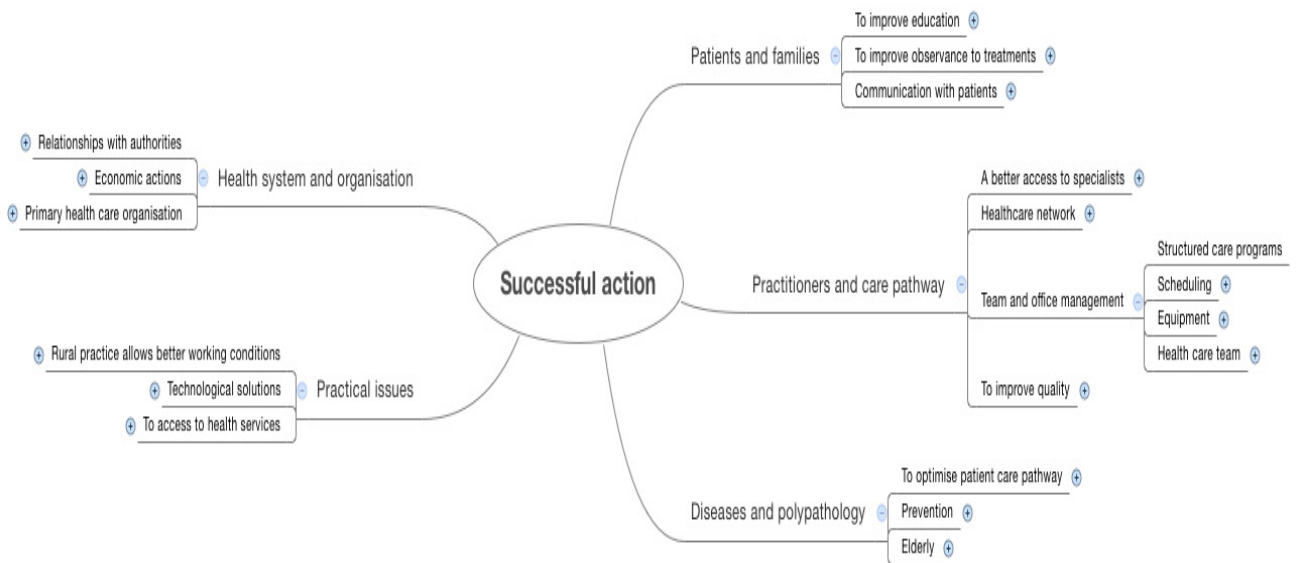 Successful action
Patients and families
To improve education
To improve observance to treatments
Communication with patients
Practitioners and care pathway
A better access to specialists
Healthcare network
Team and office management
Structured care programs
Scheduling
Equipment
Health care team
To improve quality
Diseases and polypathology
To optimise patient care pathway
Prevention
Elderly
Health system and organisation
Relationships with authorities
Economic actions
Primary health care organisation
Practical issues
Rural practice allows better working conditions
Technological solutions
To access to health services